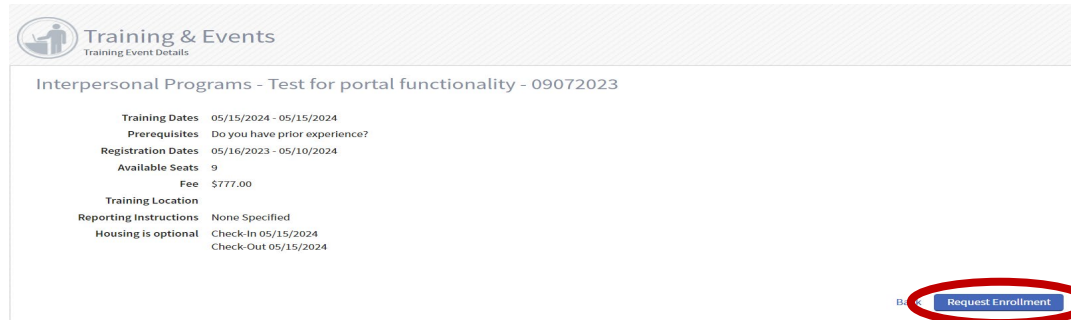 Training & Events
Training Event Details
Interpersonal Programs - Test for portal functionality - 09072023
Training Dates 05/15/2024 - 05/15/2024
Prerequisites Do you have prior experience?
Registration Dates 05/16/2023 - 05/10/2024
Available Seats 9
Fee $777.00
Training Location
Reporting Instructions None Specified
Housing is optional Check-In 05/15/2024
Check-Out 05/15/2024
Back Request Enrollment